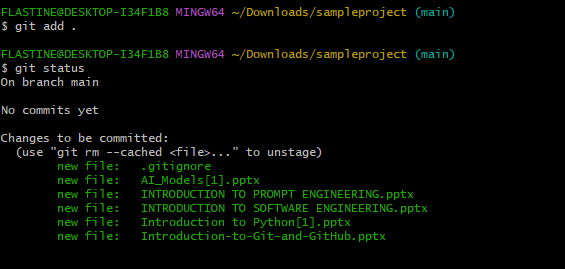 FLASTINE@DESKTOP-I34F1B8 MINGW64 ~/Downloads/sampleproject (main)
$ git add .
FLASTINE@DESKTOP-I34F1B8 MINGW64 ~/Downloads/sampleproject (main)
$ git status
On branch main
No commits yet
Changes to be committed:
  (use "git rm --cached <file>..." to unstage)
        new file:   .gitignore
        new file:   AI_Models[1].pptx
        new file:   INTRODUCTION TO PROMPT ENGINEERING.pptx
        new file:   INTRODUCTION TO SOFTWARE ENGINEERING.pptx
        new file:   Introduction to Python[1].pptx
        new file:   Introduction-to-Git-and-GitHub.pptx